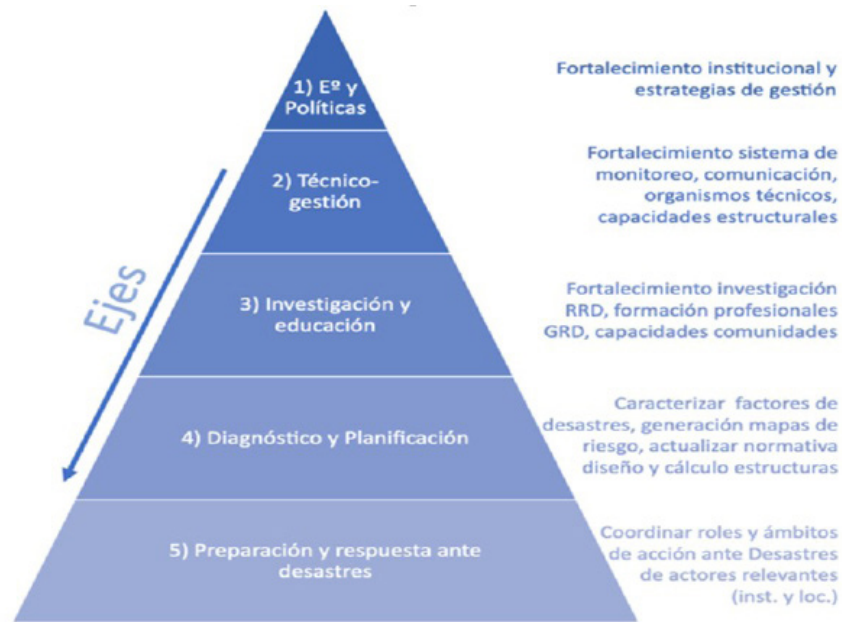 1) Eº y
Políticas
Fortalecimiento institucional y
estrategias de gestión
2) Técnico-
gestión
Fortalecimiento sistema de
monitoreo, comunicación,
organismos técnicos,
capacidades estructurales
Ejes
3) Investigación y
educación
Fortalecimiento investigación
RRD, formación profesionales
GRD, capacidades comunidades
4) Diagnóstico y Planificación
Caracterizar factores de
desastres, generación mapas de
riesgo, actualizar normativa
diseño y cálculo estructuras
5) Preparación y respuesta ante
desastres
Coordinar roles y ámbitos
de acción ante Desastres
de actores relevantes
(inst. y loc.)